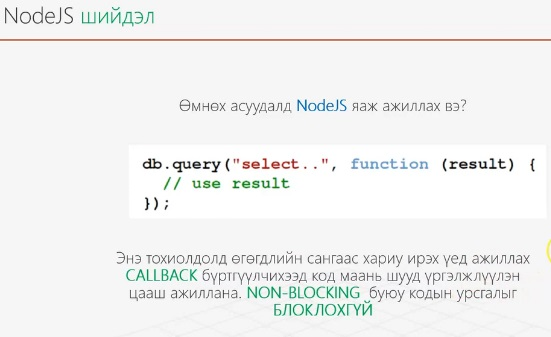 NodeJS шийдэл
Өмнөх асуудалд NodeJS яаж ажиллах вэ?
db.query("select..", function (result) {
// use result
});
Энэ тохиолдолд өгөгдлийн сангаас хариу ирэх үед ажиллах
CALLBACK бүртгүүлчихээд код маань шууд үргэлжлүүлэн
цааш ажиллана. NON-BLOCKING буюу кодын урсгалыг
БЛОКЛОХГҮЙ